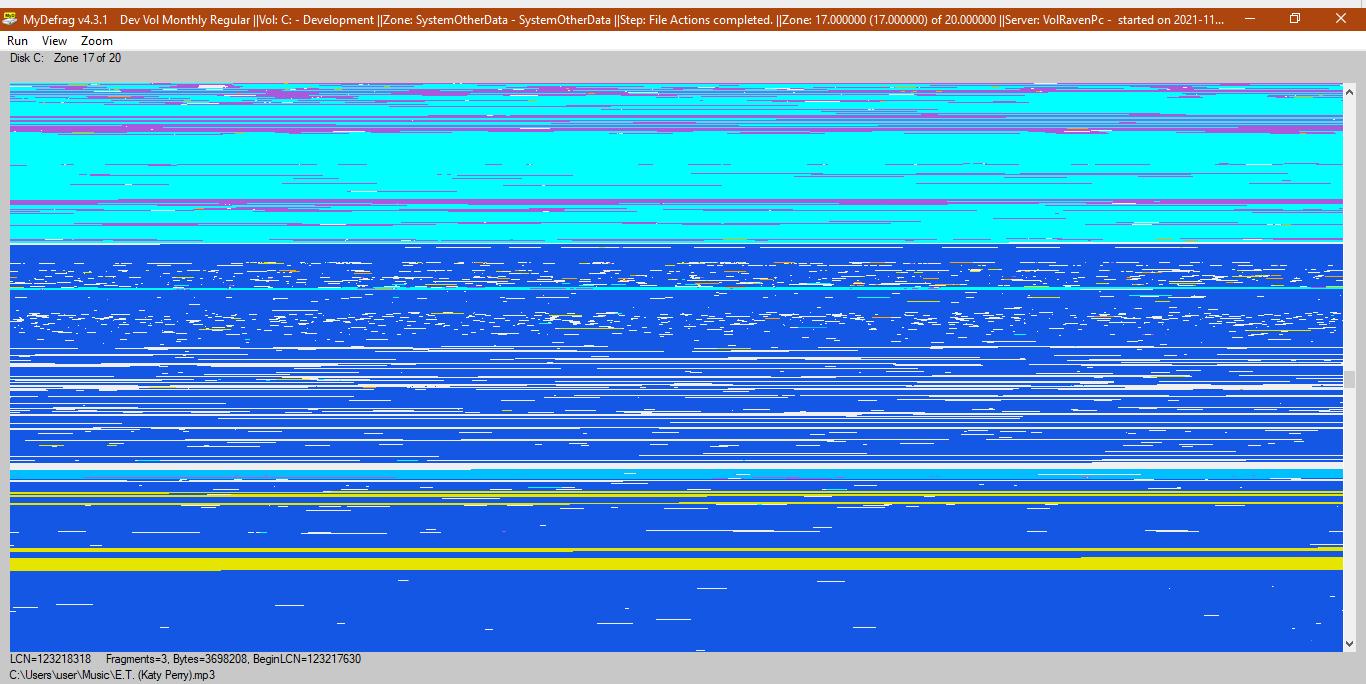 MyDefrag v4.3.1 Dev Vol Monthly Regular ||Vol: C: - Development ||Zone: SystemOtherData - SystemOtherData ||Step: File Actions completed. ||Zone: 17.000000 (17.000000) of 20.000000 ||Server: VolRavenPc - started on 2021-11...
Run View Zoom
Disk C: Zone 17 of 20
LCN=123218318 Fragments=3, Bytes=3698208, BeginLCN=123217630
C:\Users\user\Music\E.T. (Katy Perry).mp3